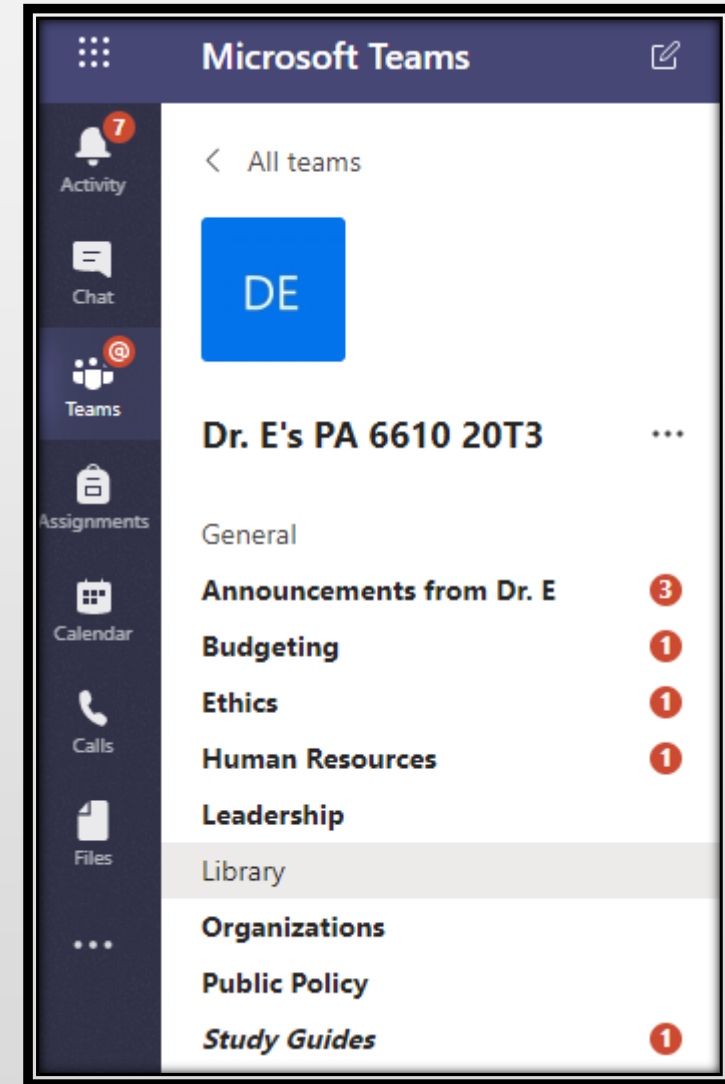 Microsoft Teams
7
Activity
Chat
@
Teams
Assignments
Calendar
Calls
Files
< All teams
DE
Dr. E's PA 6610 20T3
General
Announcements from Dr. E 3
Budgeting 1
Ethics 1
Human Resources 1
Leadership
Library
Organizations
Public Policy
Study Guides 1